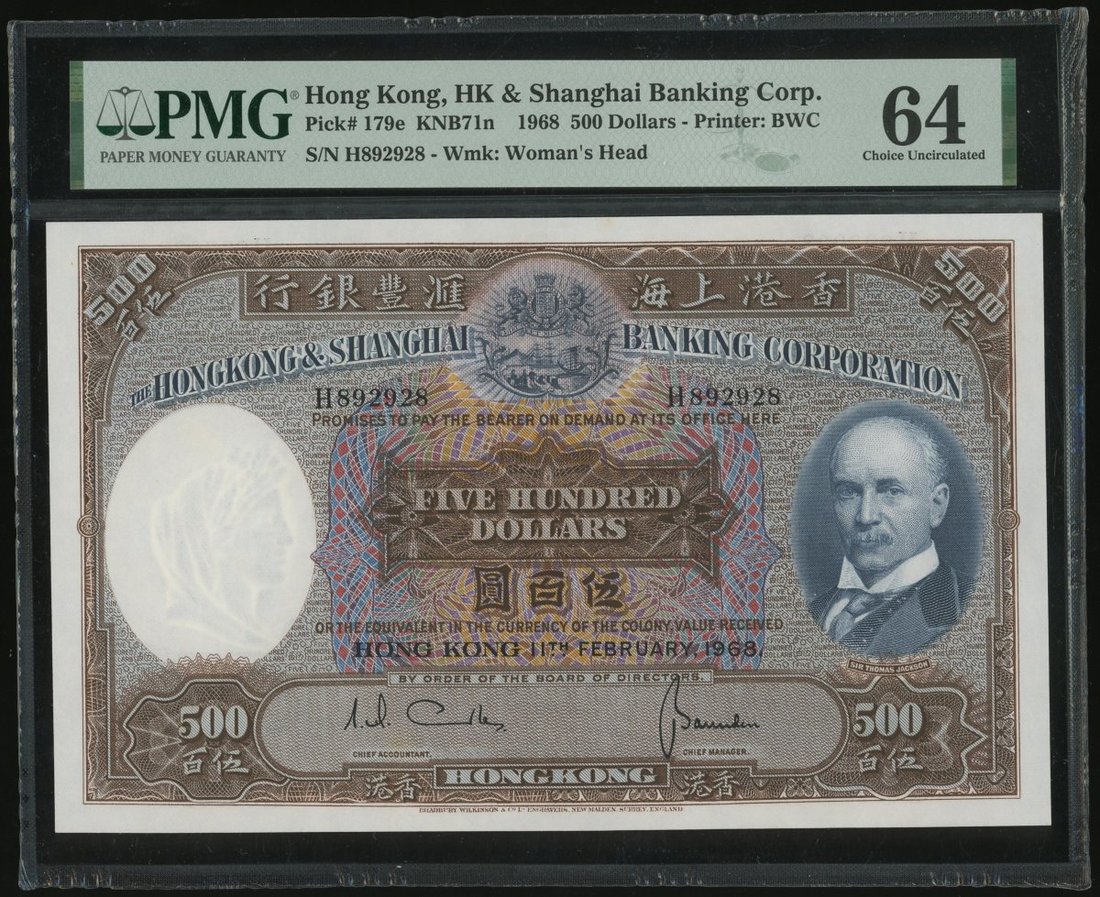 PMG®
PAPER MONEY GUARANTY
Hong Kong, HK & Shanghai Banking Corp.
Pick# 179e KNB71n 1968 500 Dollars - Printer: BWC
S/N H892928 - Wmk: Woman's Head
64
Choice Uncirculated
500
伍百
行銀豐滙
海上港香
500
伍百
THE HONGKONG & SHANGHAI BANKING CORPORATION
H892928 H892928
PROMISES TO PAY THE BEARER ON DEMAND AT ITS OFFICE HERE
FIVE HUNDRED
DOLLARS
圓百伍
OR THE EQUIVALENT IN THE CURRENCY OF THE COLONY, VALUE RECEIVED
HONG KONG 11TH FEBRUARY, 1968.
SIR THOMAS JACKSON
BY ORDER OF THE BOARD OF DIRECTORS.
500 500
百伍 百伍
CHIEF ACCOUNTANT. CHIEF MANAGER.
港香 HONGKONG 港香
BRADBURY WILKINSON & Co. Ld. ENGRAVERS, NEW MALDEN, SURREY, ENGLAND